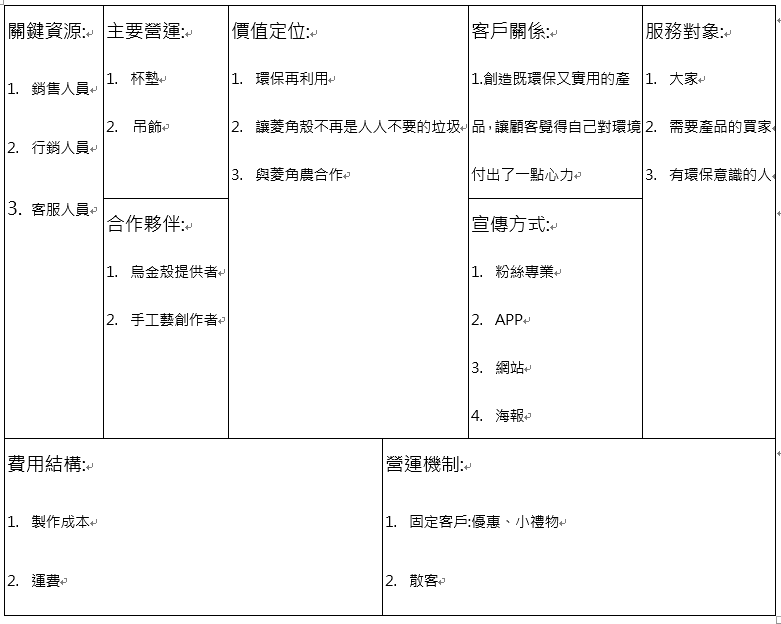 關鍵資源:
1. 銷售人員
2. 行銷人員
3. 客服人員
主要營運:
1. 杯墊
2. 吊飾
合作夥伴:
1. 烏金殼提供者
2. 手工藝創作者
價值定位:
1. 環保再利用
2. 讓菱角殼不再是人人不要的垃圾
3. 與菱角農合作
客戶關係:
1.創造既環保又實用的產
品，讓顧客覺得自己對環境
付出了一點心力
宣傳方式:
1. 粉絲專業
2. APP
3. 網站
4. 海報
服務對象:
1. 大家
2. 需要產品的買家
3. 有環保意識的人
費用結構:
1. 製作成本
2. 運費
營運機制:
1. 固定客戶:優惠、小禮物
2. 散客